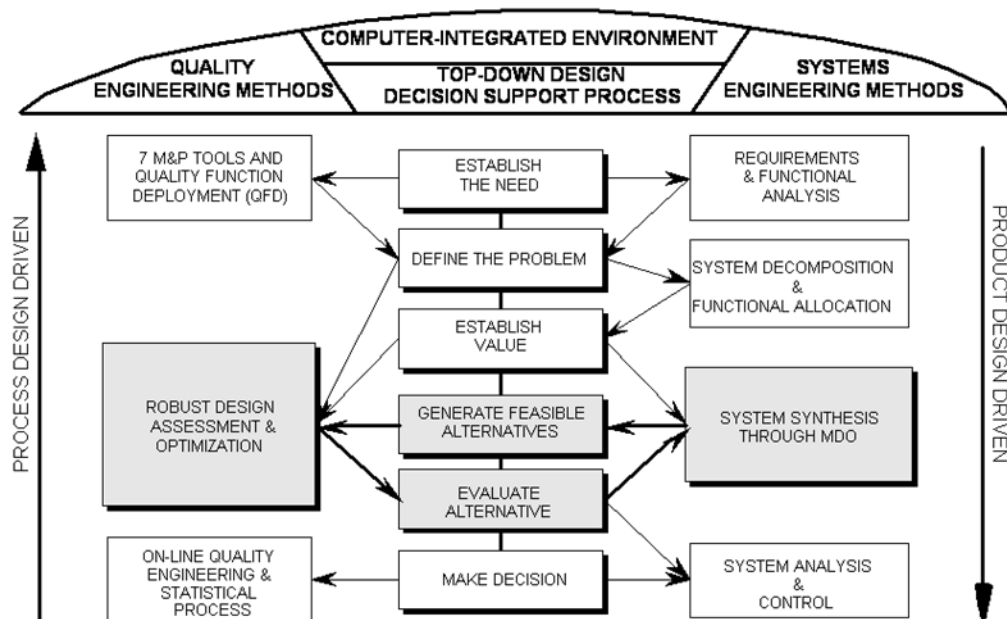 COMPUTER-INTEGRATED ENVIRONMENT
QUALITY
ENGINEERING METHODS
TOP-DOWN DESIGN
DECISION SUPPORT PROCESS
SYSTEMS
ENGINEERING METHODS
PROCESS DESIGN DRIVEN
7 M&P TOOLS AND
QUALITY FUNCTION
DEPLOYMENT (QFD)
ESTABLISH
THE NEED
REQUIREMENTS
& FUNCTIONAL
ANALYSIS
DEFINE THE PROBLEM
SYSTEM DECOMPOSITION
&
FUNCTIONAL ALLOCATION
ESTABLISH
VALUE
ROBUST DESIGN
ASSESSMENT &
OPTIMIZATION
GENERATE FEASIBLE
ALTERNATIVES
SYSTEM SYNTHESIS
THROUGH MDO
EVALUATE
ALTERNATIVE
ON-LINE QUALITY
ENGINEERING &
STATISTICAL
PROCESS
MAKE DECISION
SYSTEM ANALYSIS
&
CONTROL
PRODUCT DESIGN DRIVEN